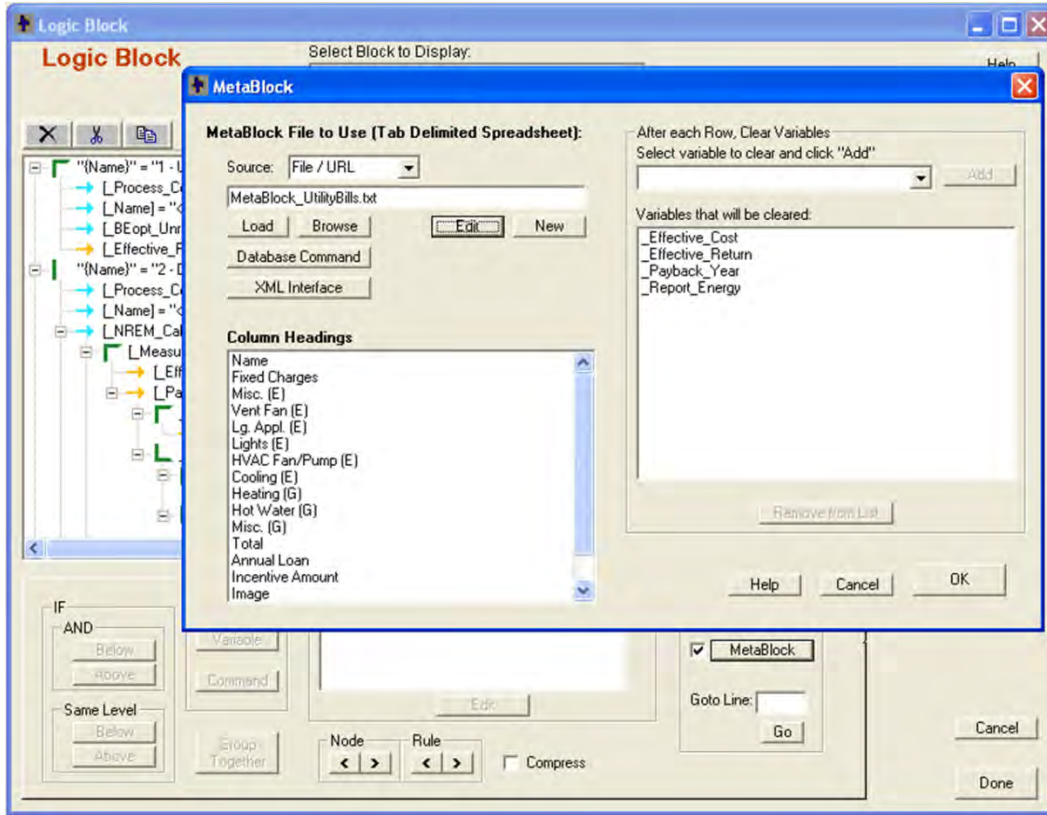 Logic Block
Logic Block
Select Block to Display:
Help
MetaBlock
MetaBlock File to Use (Tab Delimited Spreadsheet):
Source: File / URL
MetaBlock_UtilityBills.txt
Load Browse Edit New
Database Command
XML Interface
Column Headings
Name
Fixed Charges
Misc. (E)
Vent Fan (E)
Lg. Appl. (E)
Lights (E)
HVAC Fan/Pump (E)
Cooling (E)
Heating (G)
Hot Water (G)
Misc. (G)
Total
Annual Loan
Incentive Amount
Image
After each Row, Clear Variables
Select variable to clear and click "Add"
Add
Variables that will be cleared:
_Effective_Cost
_Effective_Return
_Payback_Year
_Report_Energy
Remove from List
Help Cancel OK
"{Name}" = "1 - U
[_Process_C
[_Name] = "<
[_BEopt_Unr
[_Effective_F
"{Name}" = "2 - D
[_Process_C
[_Name] = "<
[_NREM_Cal
[_Measu
[_Eff
[_Pa
IF
AND
Below
Above
Same Level
Below
Above
Variable
Command
Group Together
Edit
Node Rule
< > < >
Compress
MetaBlock
Goto Line:
Go
Cancel
Done